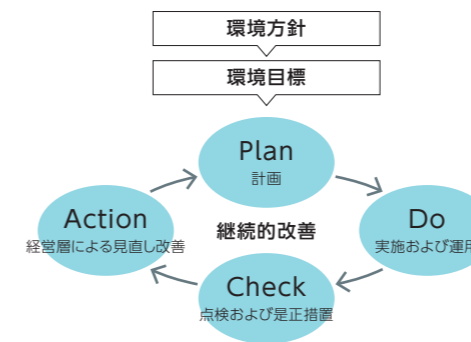 環境方針
環境目標
Plan
計画
Action
経営層による見直し改善
継続的改善
Do
実施および運用
Check
点検および是正措置